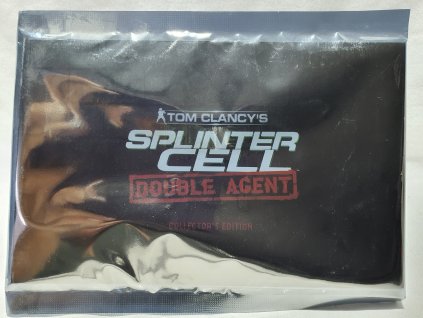 TOM CLANCY'S
SPLINTER
CELL
DOUBLE AGENT
COLLECTOR'S EDITION